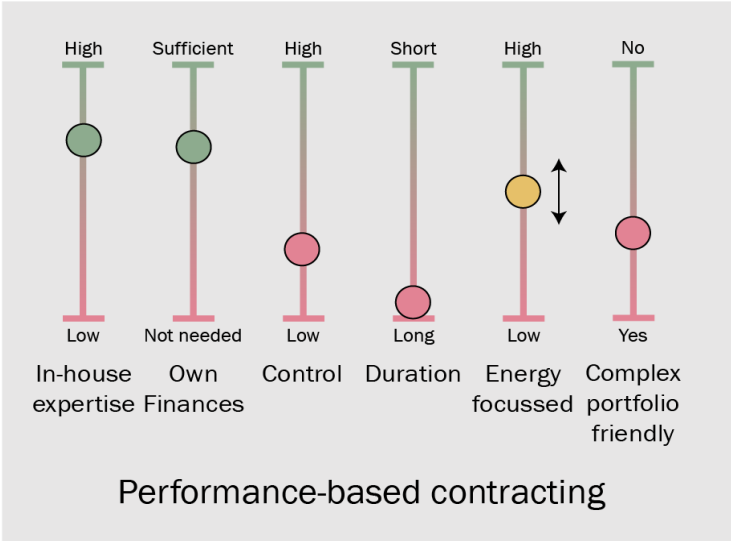 High
Sufficient
High
Short
High
No
Low
Not needed
Low
Long
Low
Yes
In-house
expertise
Own
Finances
Control
Duration
Energy
focussed
Complex
portfolio
friendly
Performance-based contracting